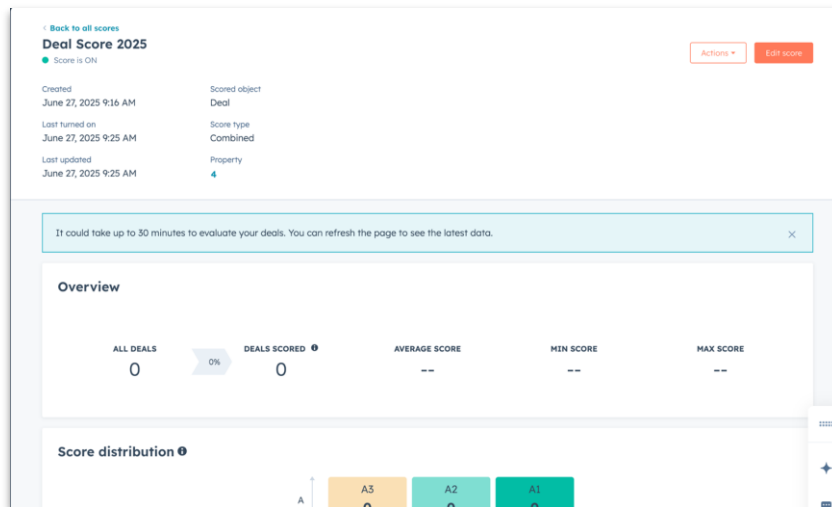 ‹ Back to all scores
Deal Score 2025
Score is ON
Actions
Edit score
Created
June 27, 2025 9:16 AM
Scored object
Deal
Last turned on
June 27, 2025 9:25 AM
Score type
Combined
Last updated
June 27, 2025 9:25 AM
Property
4
It could take up to 30 minutes to evaluate your deals. You can refresh the page to see the latest data.
Overview
ALL DEALS
0
0%
DEALS SCORED
0
AVERAGE SCORE
--
MIN SCORE
--
MAX SCORE
--
Score distribution
A
A3
A2
A1